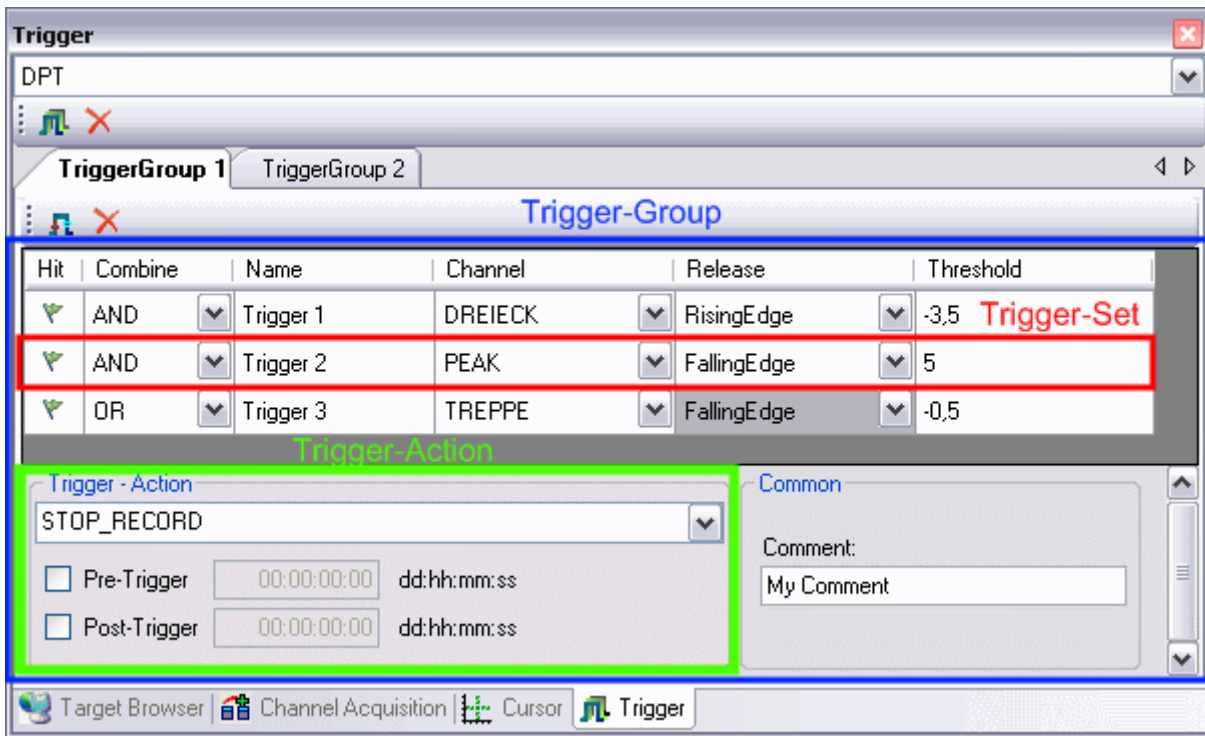 Trigger
DPT
TriggerGroup 1 TriggerGroup 2
Trigger-Group
Hit Combine Name Channel Release Threshold
AND Trigger 1 DREIECK RisingEdge -3,5 Trigger-Set
AND Trigger 2 PEAK FallingEdge 5
OR Trigger 3 TREPPE FallingEdge -0,5
Trigger-Action
Trigger - Action Common
STOP_RECORD
Comment:
Pre-Trigger 00:00:00:00 dd:hh:mm:ss My Comment
Post-Trigger 00:00:00:00 dd:hh:mm:ss
Target Browser Channel Acquisition Cursor Trigger